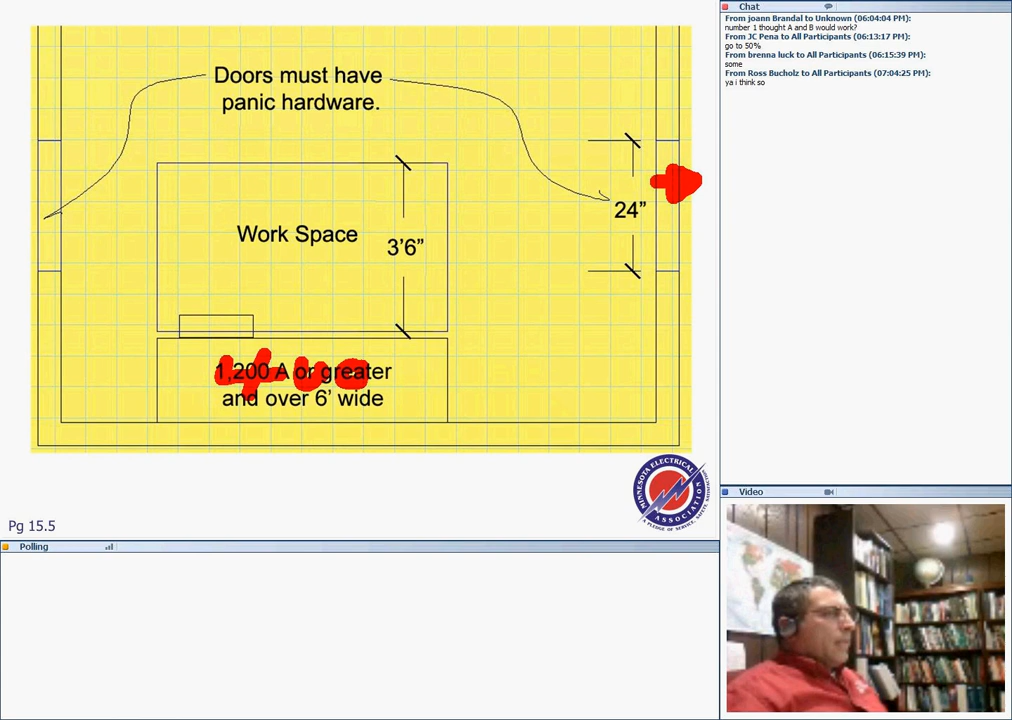 Doors must have
panic hardware.
Work Space
3'6”
24”
1,200 A or greater
and over 6’ wide
MINNESOTA ELECTRICAL
ASSOCIATION
Pg 15.5
Polling
Chat
From joann Brandal to Unknown (06:04:04 PM):
number 1 thought A and B would work?
From JC Pena to All Participants (06:13:17 PM):
go to 50%
From brenna luck to All Participants (06:15:39 PM):
some
From Ross Bucholz to All Participants (07:04:25 PM):
ya i think so
Video